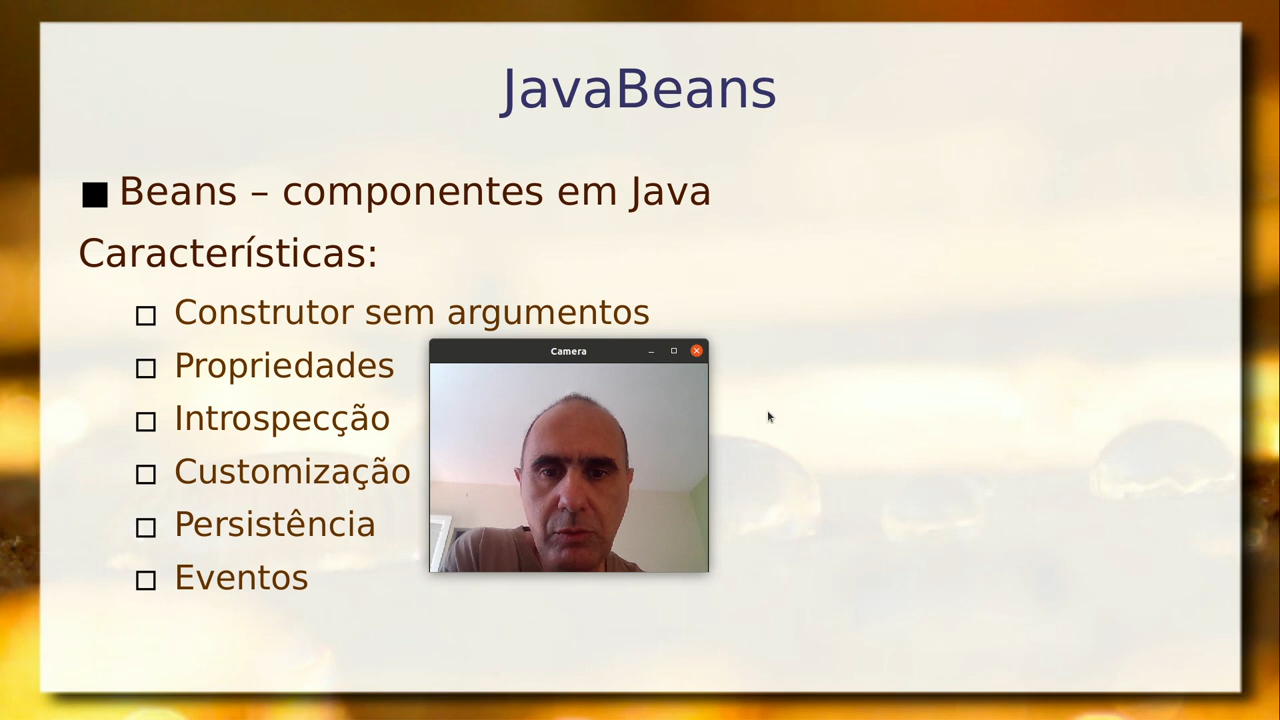 JavaBeans
Beans – componentes em Java
Características:
Construtor sem argumentos
Propriedades
Introspecção
Customização
Persistência
Eventos
Camera